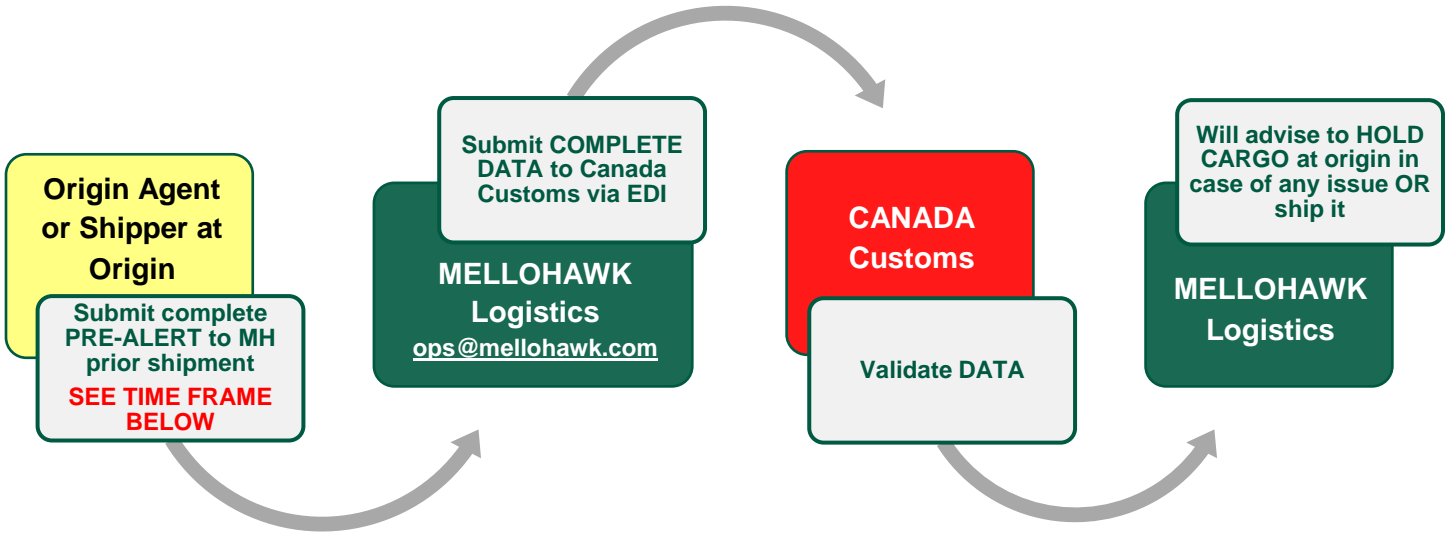 Origin Agent
or Shipper at
Origin
Submit complete
PRE-ALERT to MH
prior shipment
SEE TIME FRAME
BELOW
Submit COMPLETE
DATA to Canada
Customs via EDI
MELLOHAWK
Logistics
ops@mellohawk.com
CANADA
Customs
Validate DATA
Will advise to HOLD
CARGO at origin in
case of any issue OR
ship it
MELLOHAWK
Logistics